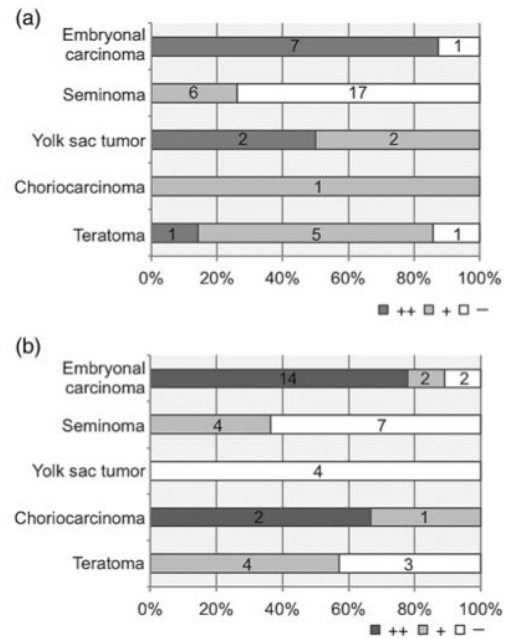 (a)
Embryonal
carcinoma
7 1
Seminoma 6 17
Yolk sac tumor 2 2
Choriocarcinoma 1
Teratoma 1 5 1
0% 20% 40% 60% 80% 100%
++ + −
(b)
Embryonal
carcinoma
14 2 2
Seminoma 4 7
Yolk sac tumor 4
Choriocarcinoma 2 1
Teratoma 4 3
0% 20% 40% 60% 80% 100%
++ + −